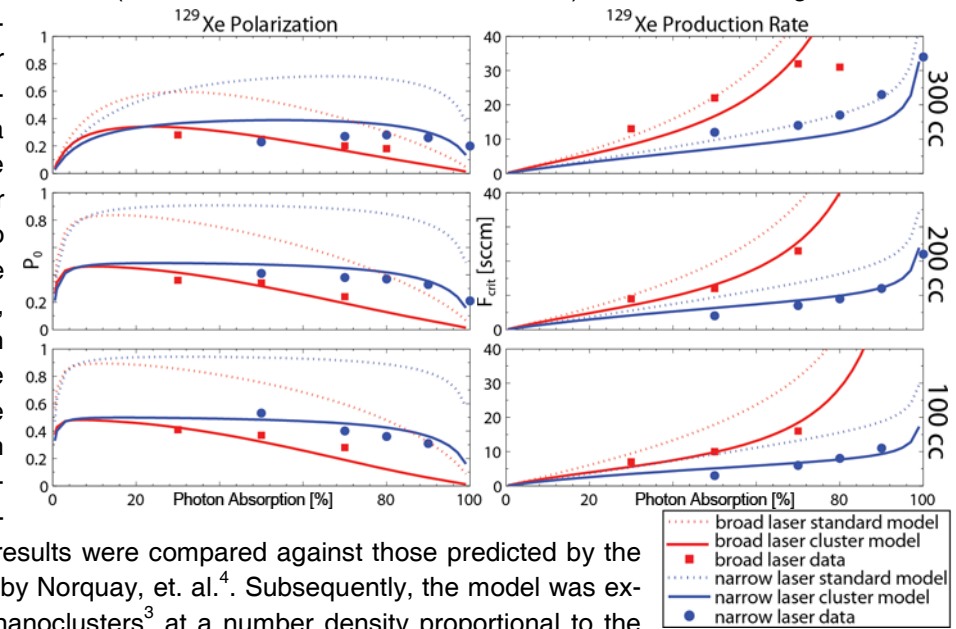 129Xe Polarization
129Xe Production Rate
1
0.8
0.6
0.4
0.2
0
40
30
20
10
0
300 cc
1
0.8
P0
0.2
0
40
Fcrit [sccm]
0
200 cc
1
0.8
0.6
0.4
0.2
0
40
30
20
10
0
100 cc
0 20 Photon Absorption [%] 80 100
20 Photon Absorption [%] 80 100
broad laser standard model
broad laser cluster model
broad laser data
narrow laser standard model
narrow laser cluster model
narrow laser data
results were compared against those predicted by the
by Norquay, et. al.4. Subsequently, the model was ex-
nanoclusters3 at a number density proportional to the